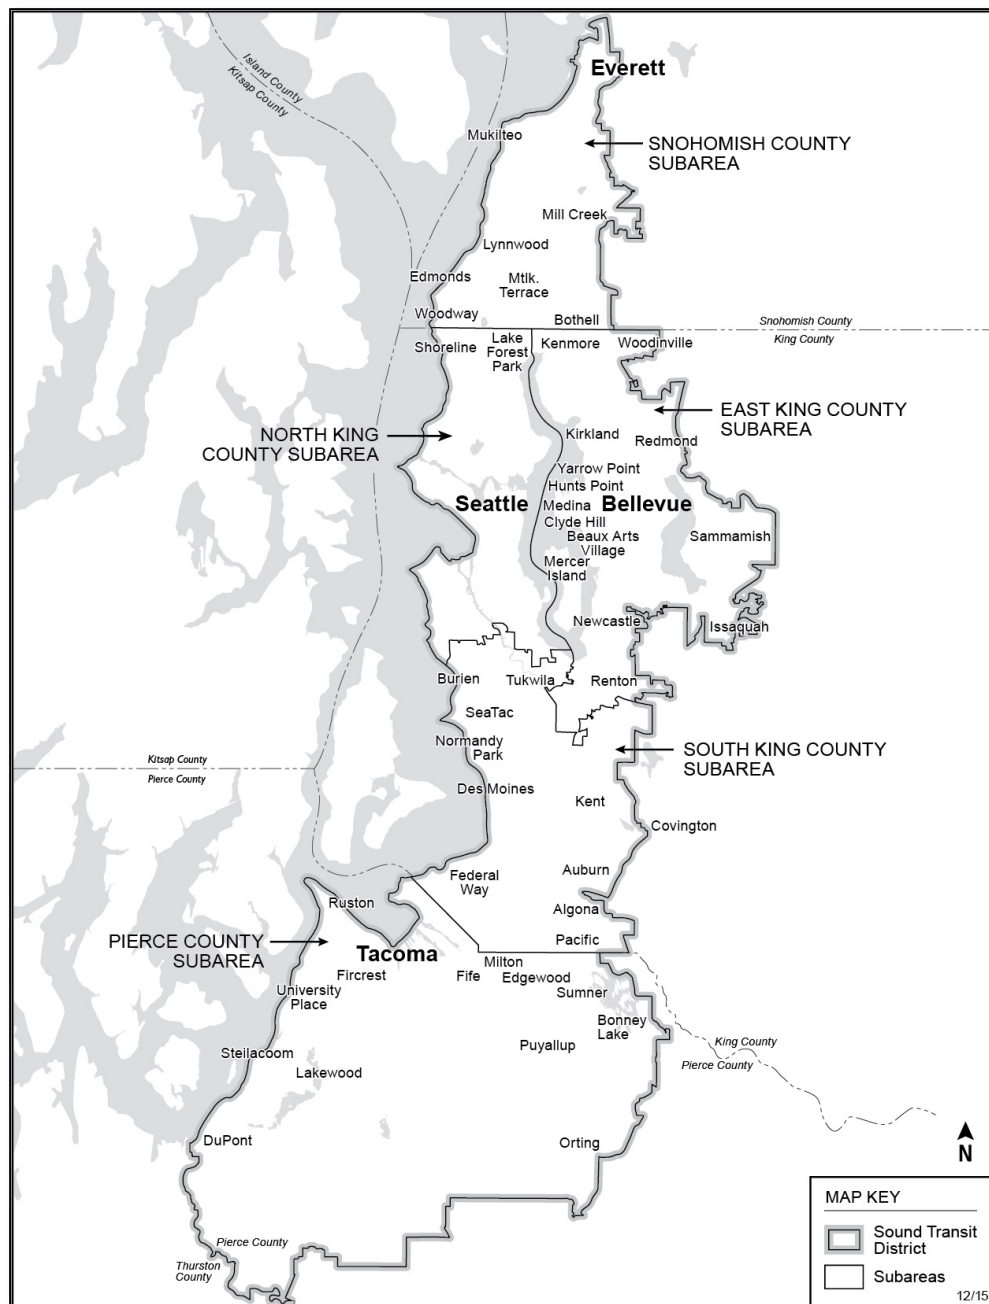 Everett
Island County
Kitsap County
Mukilteo
SNOHOMISH COUNTY
SUBAREA
Mill Creek
Lynnwood
Edmonds
Mtlk.
Terrace
Woodway
Bothell
Snohomish County
King County
Shoreline
Lake
Forest
Park
Kenmore
Woodinville
EAST KING COUNTY
SUBAREA
NORTH KING
COUNTY SUBAREA
Kirkland
Redmond
Yarrow Point
Hunts Point
Seattle
Medina
Bellevue
Clyde Hill
Beaux Arts
Village
Sammamish
Mercer
Island
Newcastle
Issaquah
Burien
Tukwila
Renton
SeaTac
Normandy
Park
SOUTH KING COUNTY
SUBAREA
Kitsap County
Pierce County
Des Moines
Kent
Covington
Federal
Way
Auburn
Ruston
Algona
PIERCE COUNTY
SUBAREA
Pacific
Tacoma
Milton
Fircrest
Fife
Edgewood
University
Place
Sumner
Bonney
Lake
Puyallup
King County
Pierce County
Steilacoom
Lakewood
DuPont
Orting
N
Pierce County
Thurston
County
MAP KEY
Sound Transit
District
Subareas
12/15